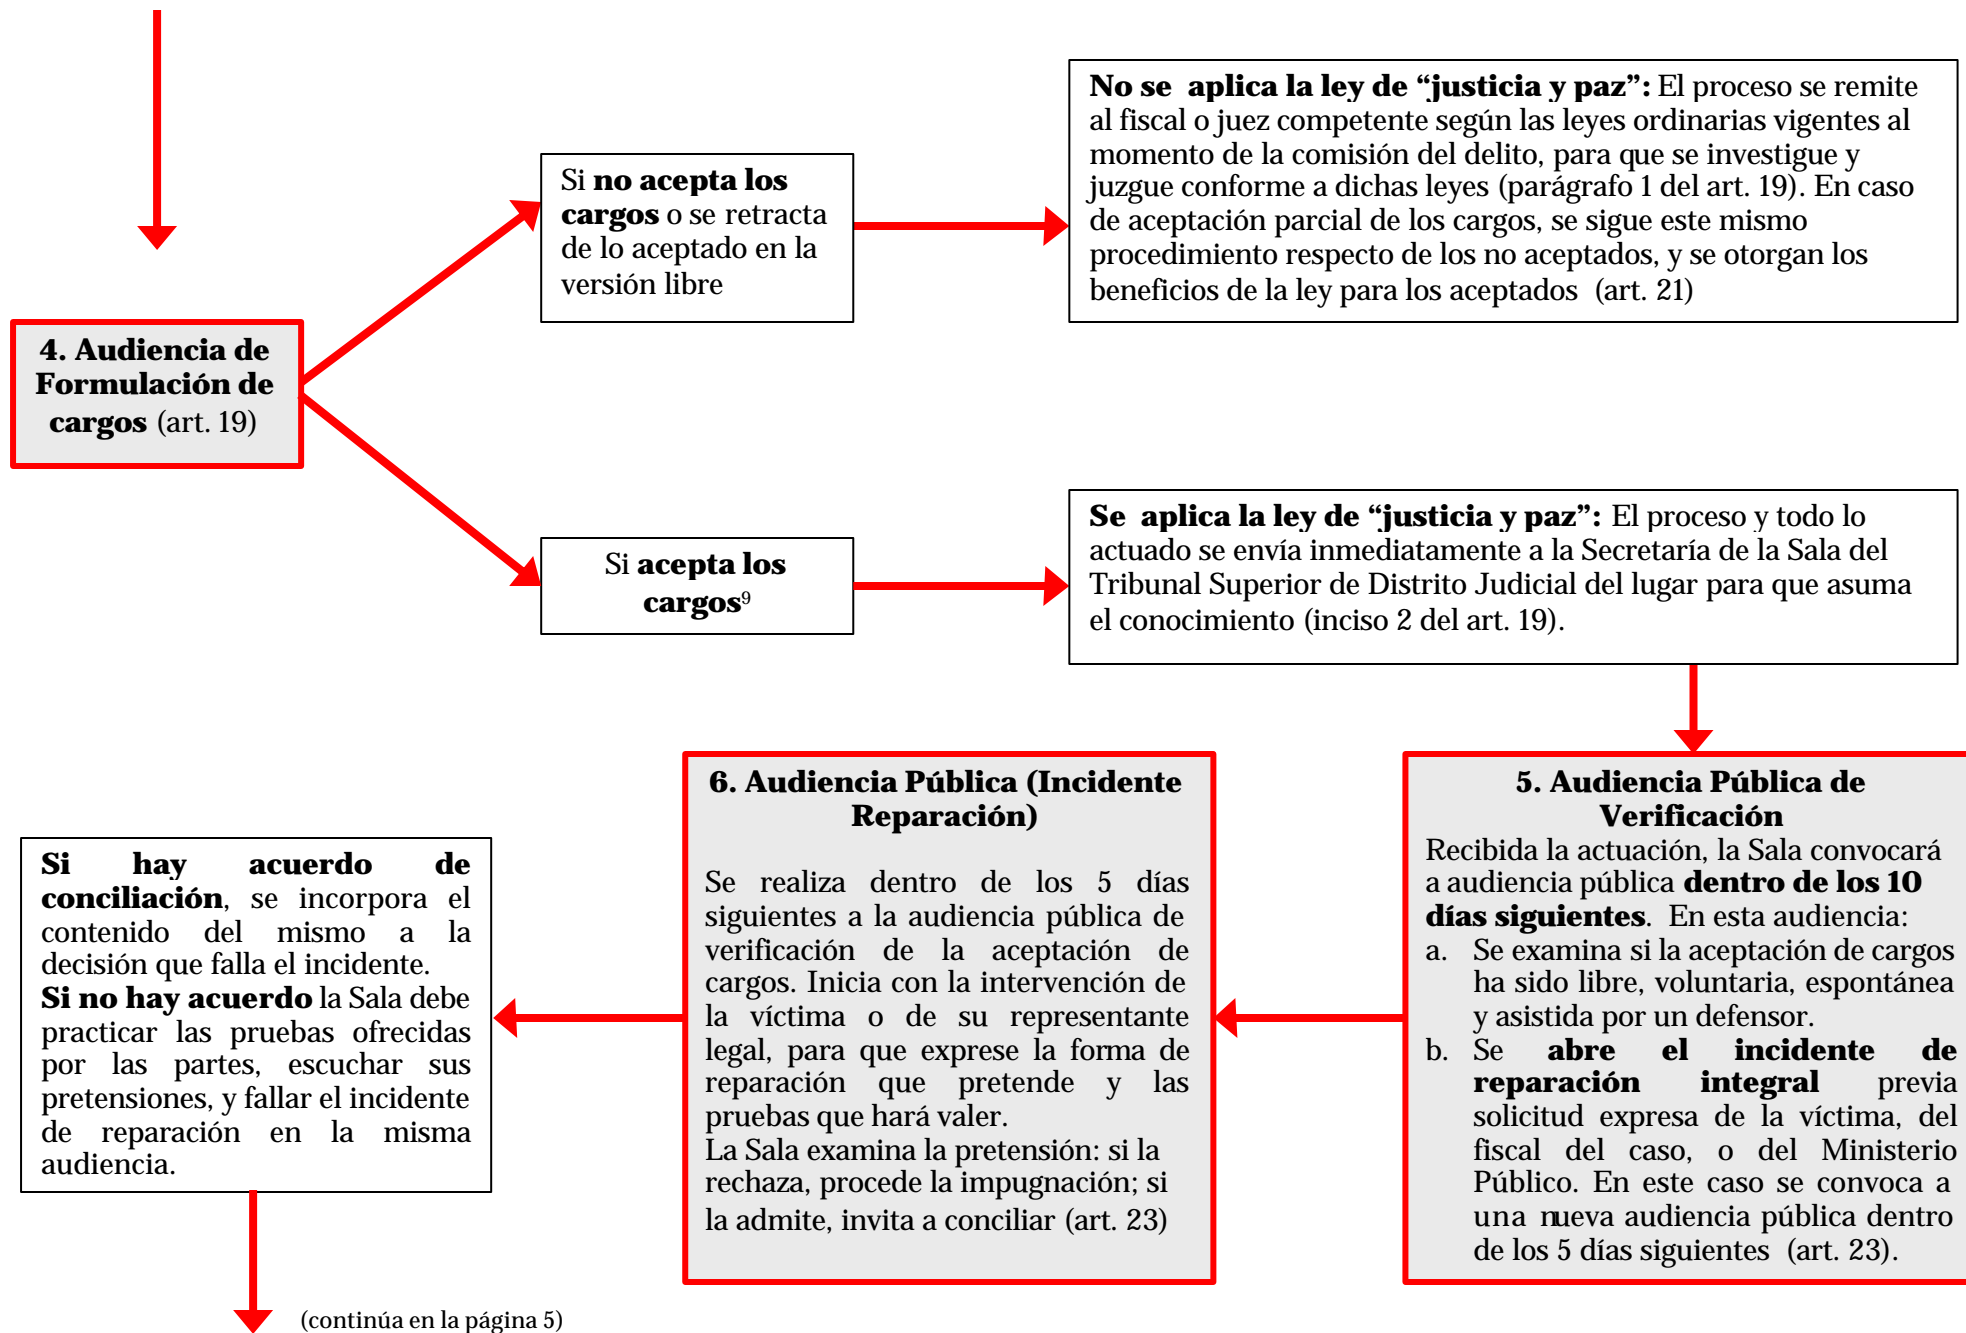 No se aplica la ley de “justicia y paz”: El proceso se remite
al fiscal o juez competente según las leyes ordinarias vigentes al
momento de la comisión del delito, para que se investigue y
juzgue conforme a dichas leyes (parágrafo 1 del art. 19). En caso
de aceptación parcial de los cargos, se sigue este mismo
procedimiento respecto de los no aceptados, y se otorgan los
beneficios de la ley para los aceptados (art. 21)
Si no acepta los
cargos o se retracta
de lo aceptado en la
versión libre
4. Audiencia de
Formulación de
cargos (art. 19)
Si acepta los
cargos⁹
Se aplica la ley de “justicia y paz”: El proceso y todo lo
actuado se envía inmediatamente a la Secretaría de la Sala del
Tribunal Superior de Distrito Judicial del lugar para que asuma
el conocimiento (inciso 2 del art. 19).
5. Audiencia Pública de
Verificación
Recibida la actuación, la Sala convocará
a audiencia pública dentro de los 10
días siguientes. En esta audiencia:
a. Se examina si la aceptación de cargos
ha sido libre, voluntaria, espontánea
y asistida por un defensor.
b. Se abre el incidente de
reparación integral previa
solicitud expresa de la víctima, del
fiscal del caso, o del Ministerio
Público. En este caso se convoca a
una nueva audiencia pública dentro
de los 5 días siguientes (art. 23).
6. Audiencia Pública (Incidente
Reparación)
Se realiza dentro de los 5 días
siguientes a la audiencia pública de
verificación de la aceptación de
cargos. Inicia con la intervención de
la víctima o de su representante
legal, para que exprese la forma de
reparación que pretende y las
pruebas que hará valer.
La Sala examina la pretensión: si la
rechaza, procede la impugnación; si
la admite, invita a conciliar (art. 23)
Si hay acuerdo de
conciliación, se incorpora el
contenido del mismo a la
decisión que falla el incidente.
Si no hay acuerdo la Sala debe
practicar las pruebas ofrecidas
por las partes, escuchar sus
pretensiones, y fallar el incidente
de reparación en la misma
audiencia.
(continúa en la página 5)